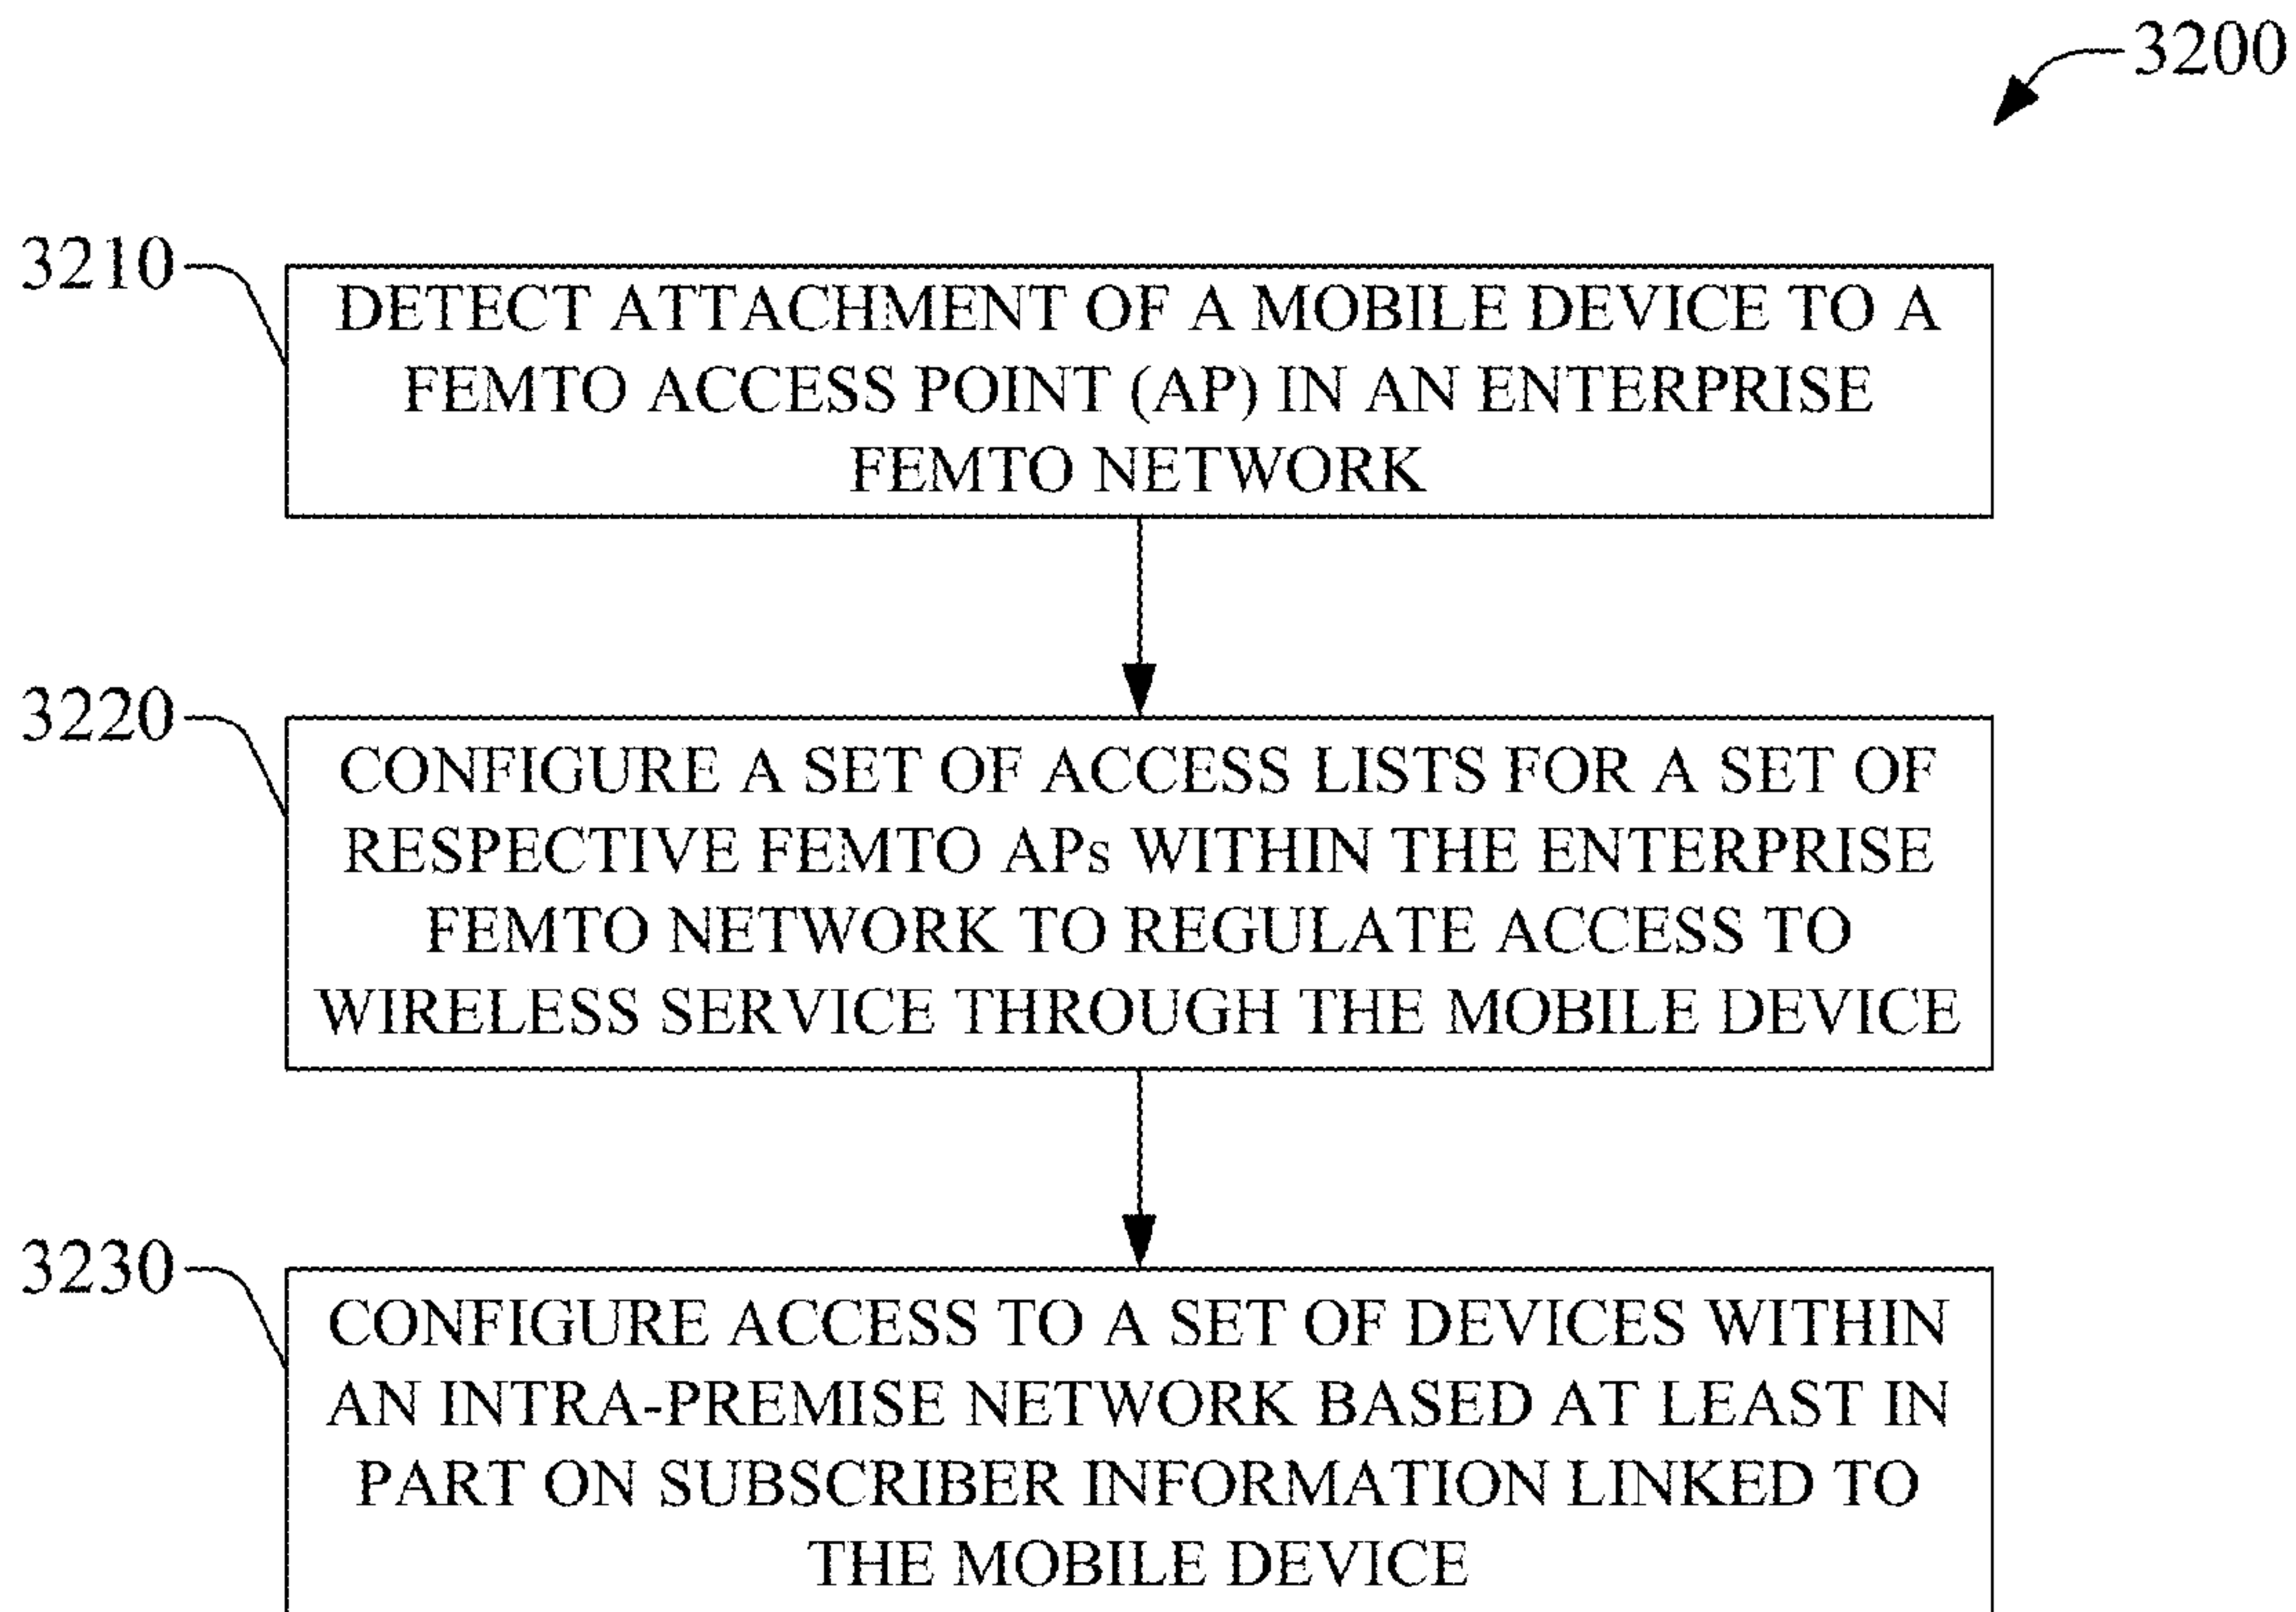 3200
3210
DETECT ATTACHMENT OF A MOBILE DEVICE TO A
FEMTO ACCESS POINT (AP) IN AN ENTERPRISE
FEMTO NETWORK
3220
CONFIGURE A SET OF ACCESS LISTS FOR A SET OF
RESPECTIVE FEMTO APs WITHIN THE ENTERPRISE
FEMTO NETWORK TO REGULATE ACCESS TO
WIRELESS SERVICE THROUGH THE MOBILE DEVICE
3230
CONFIGURE ACCESS TO A SET OF DEVICES WITHIN
AN INTRA-PREMISE NETWORK BASED AT LEAST IN
PART ON SUBSCRIBER INFORMATION LINKED TO
THE MOBILE DEVICE